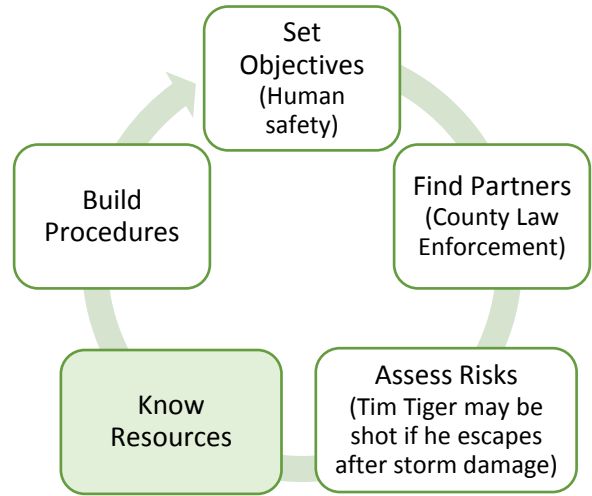 Set
Objectives
(Human
safety)
Find Partners
(County Law
Enforcement)
Assess Risks
(Tim Tiger may be
shot if he escapes
after storm damage)
Know
Resources
Build
Procedures